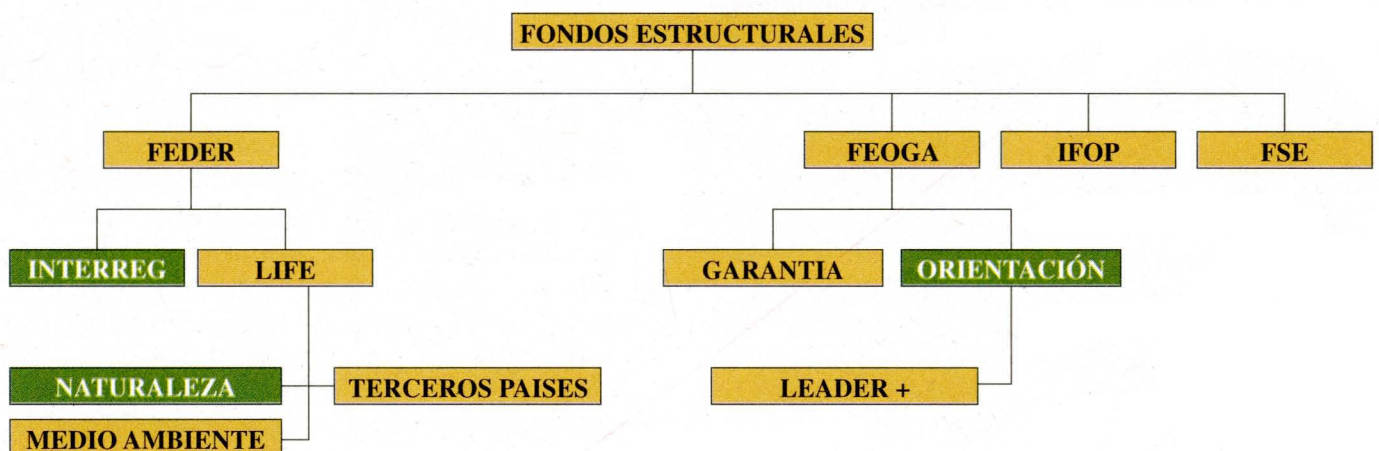 FONDOS ESTRUCTURALES
FEDER
FEOGA
IFOP
FSE
INTERREG
LIFE
GARANTIA
ORIENTACIÓN
NATURALEZA
TERCEROS PAISES
LEADER +
MEDIO AMBIENTE